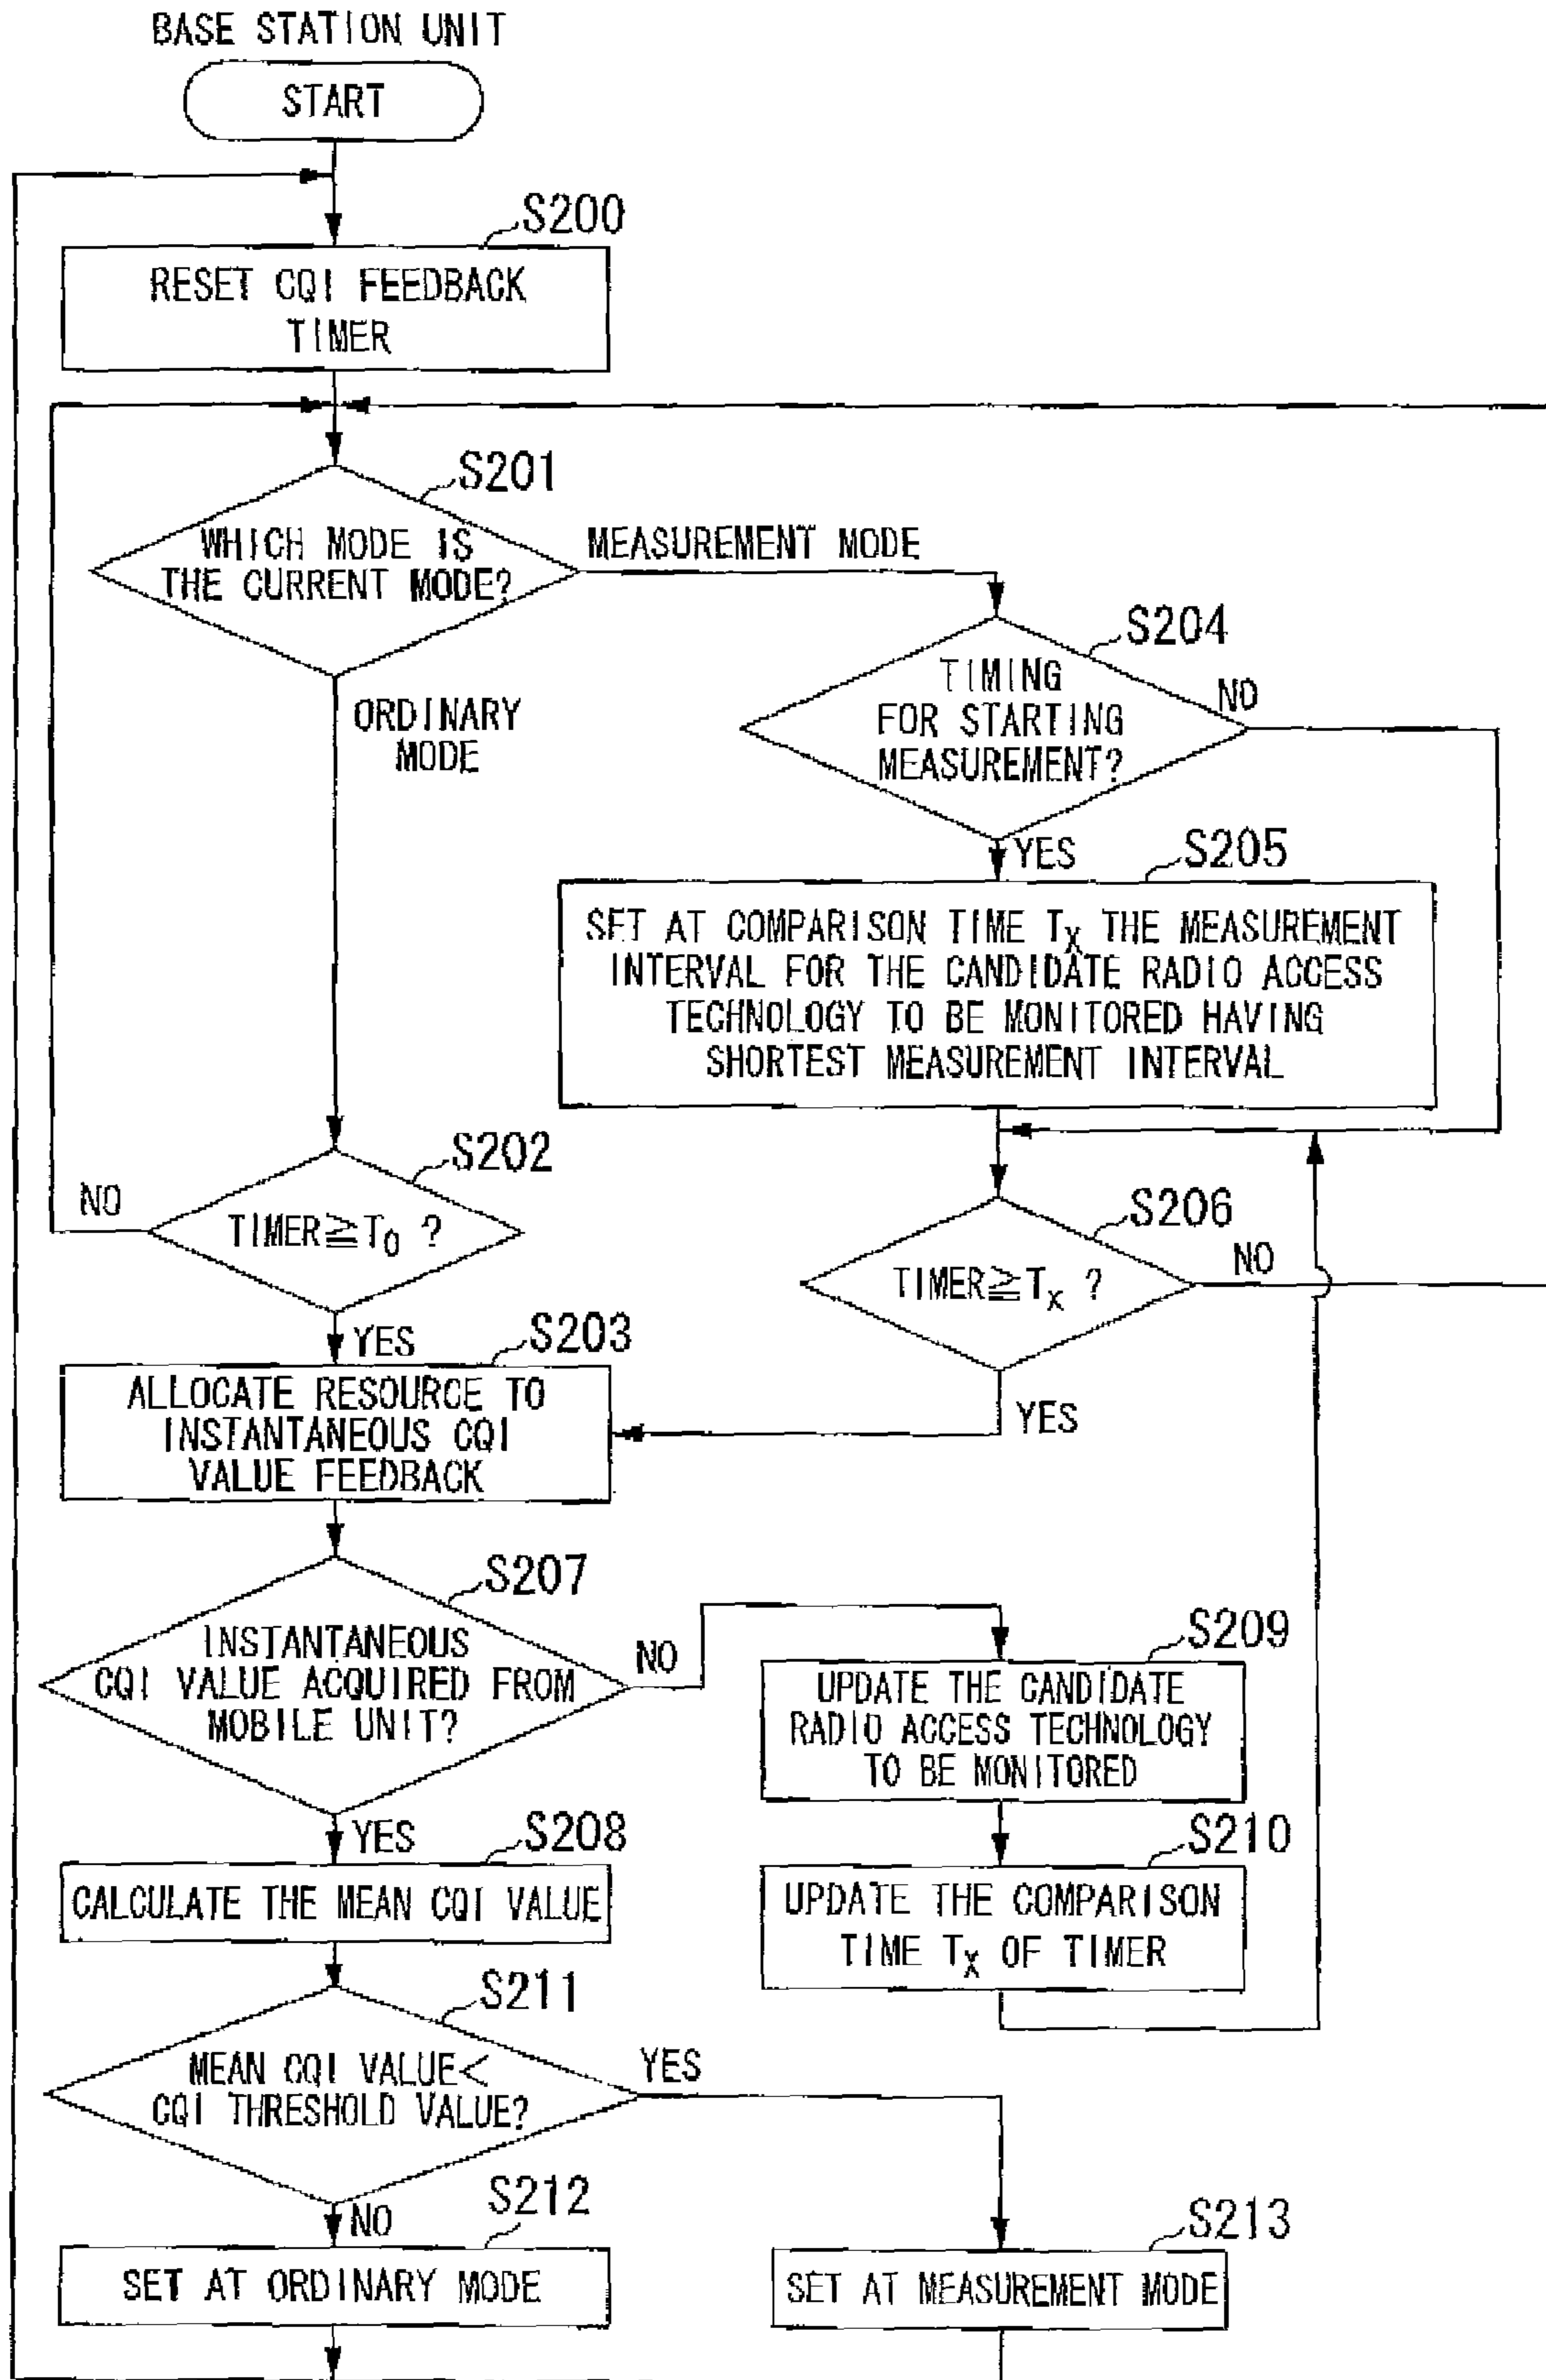 BASE STATION UNIT
START
S200
RESET CQI FEEDBACK
TIMER
S201
WHICH MODE IS
THE CURRENT MODE?
MEASUREMENT MODE
ORDINARY
MODE
S204
TIMING
FOR STARTING
MEASUREMENT?
NO
YES
S205
SET AT COMPARISON TIME TX THE MEASUREMENT
INTERVAL FOR THE CANDIDATE RADIO ACCESS
TECHNOLOGY TO BE MONITORED HAVING
SHORTEST MEASUREMENT INTERVAL
S202
NO
TIMER≧T0 ?
YES
S206
TIMER≧Tx ?
NO
YES
S203
ALLOCATE RESOURCE TO
INSTANTANEOUS CQI
VALUE FEEDBACK
S207
INSTANTANEOUS
CQI VALUE ACQUIRED FROM
MOBILE UNIT?
NO
YES
S209
UPDATE THE CANDIDATE
RADIO ACCESS TECHNOLOGY
TO BE MONITORED
S208
CALCULATE THE MEAN CQI VALUE
S210
UPDATE THE COMPARISON
TIME TX OF TIMER
S211
MEAN CQI VALUE<
CQI THRESHOLD VALUE?
YES
NO
S212
SET AT ORDINARY MODE
S213
SET AT MEASUREMENT MODE